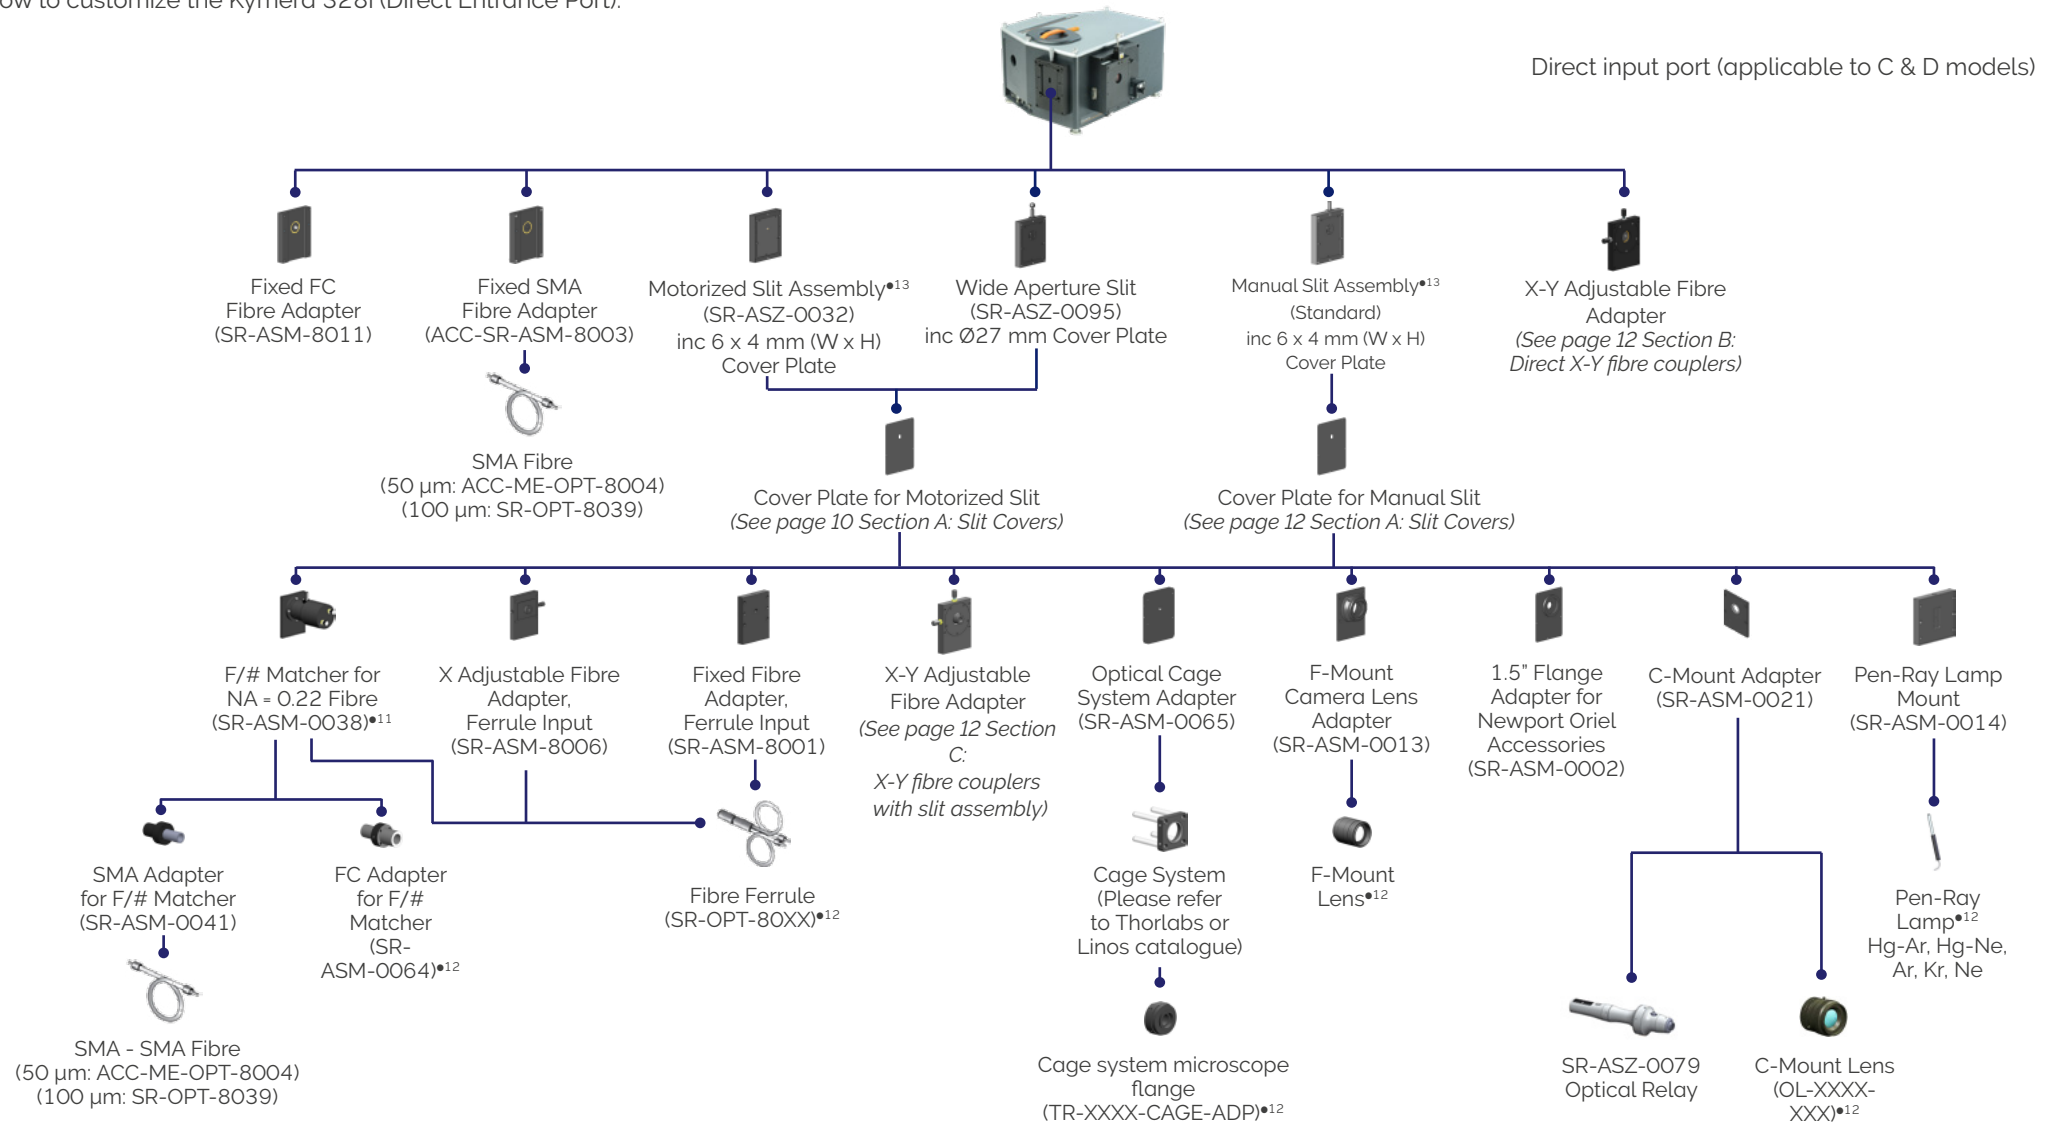 ow to customize the Kymera 328i (Direct Entrance Port).
Direct input port (applicable to C & D models)
Fixed FC
Fibre Adapter
(SR-ASM-8011)
Fixed SMA
Fibre Adapter
(ACC-SR-ASM-8003)
Motorized Slit Assembly●13
(SR-ASZ-0032)
inc 6 x 4 mm (W x H)
Cover Plate
Wide Aperture Slit
(SR-ASZ-0095)
inc Ø27 mm Cover Plate
Manual Slit Assembly●13
(Standard)
inc 6 x 4 mm (W x H)
Cover Plate
X-Y Adjustable Fibre
Adapter
(See page 12 Section B:
Direct X-Y fibre couplers)
SMA Fibre
(50 µm: ACC-ME-OPT-8004)
(100 µm: SR-OPT-8039)
Cover Plate for Motorized Slit
(See page 10 Section A: Slit Covers)
Cover Plate for Manual Slit
(See page 12 Section A: Slit Covers)
F/# Matcher for
NA = 0.22 Fibre
(SR-ASM-0038)●11
X Adjustable Fibre
Adapter,
Ferrule Input
(SR-ASM-8006)
Fixed Fibre
Adapter,
Ferrule Input
(SR-ASM-8001)
X-Y Adjustable
Fibre Adapter
(See page 12 Section
C:
X-Y fibre couplers
with slit assembly)
Optical Cage
System Adapter
(SR-ASM-0065)
F-Mount
Camera Lens
Adapter
(SR-ASM-0013)
1.5” Flange
Adapter for
Newport Oriel
Accessories
(SR-ASM-0002)
C-Mount Adapter
(SR-ASM-0021)
Pen-Ray Lamp
Mount
(SR-ASM-0014)
SMA Adapter
for F/# Matcher
(SR-ASM-0041)
FC Adapter
for F/#
Matcher
(SR-
ASM-0064)●12
Fibre Ferrule
(SR-OPT-80XX)●12
Cage System
(Please refer
to Thorlabs or
Linos catalogue)
F-Mount
Lens●12
Pen-Ray
Lamp●12
Hg-Ar, Hg-Ne,
Ar, Kr, Ne
SMA - SMA Fibre
(50 µm: ACC-ME-OPT-8004)
(100 µm: SR-OPT-8039)
Cage system microscope
flange
(TR-XXXX-CAGE-ADP)●12
SR-ASZ-0079
Optical Relay
C-Mount Lens
(OL-XXXX-
XXX)●12